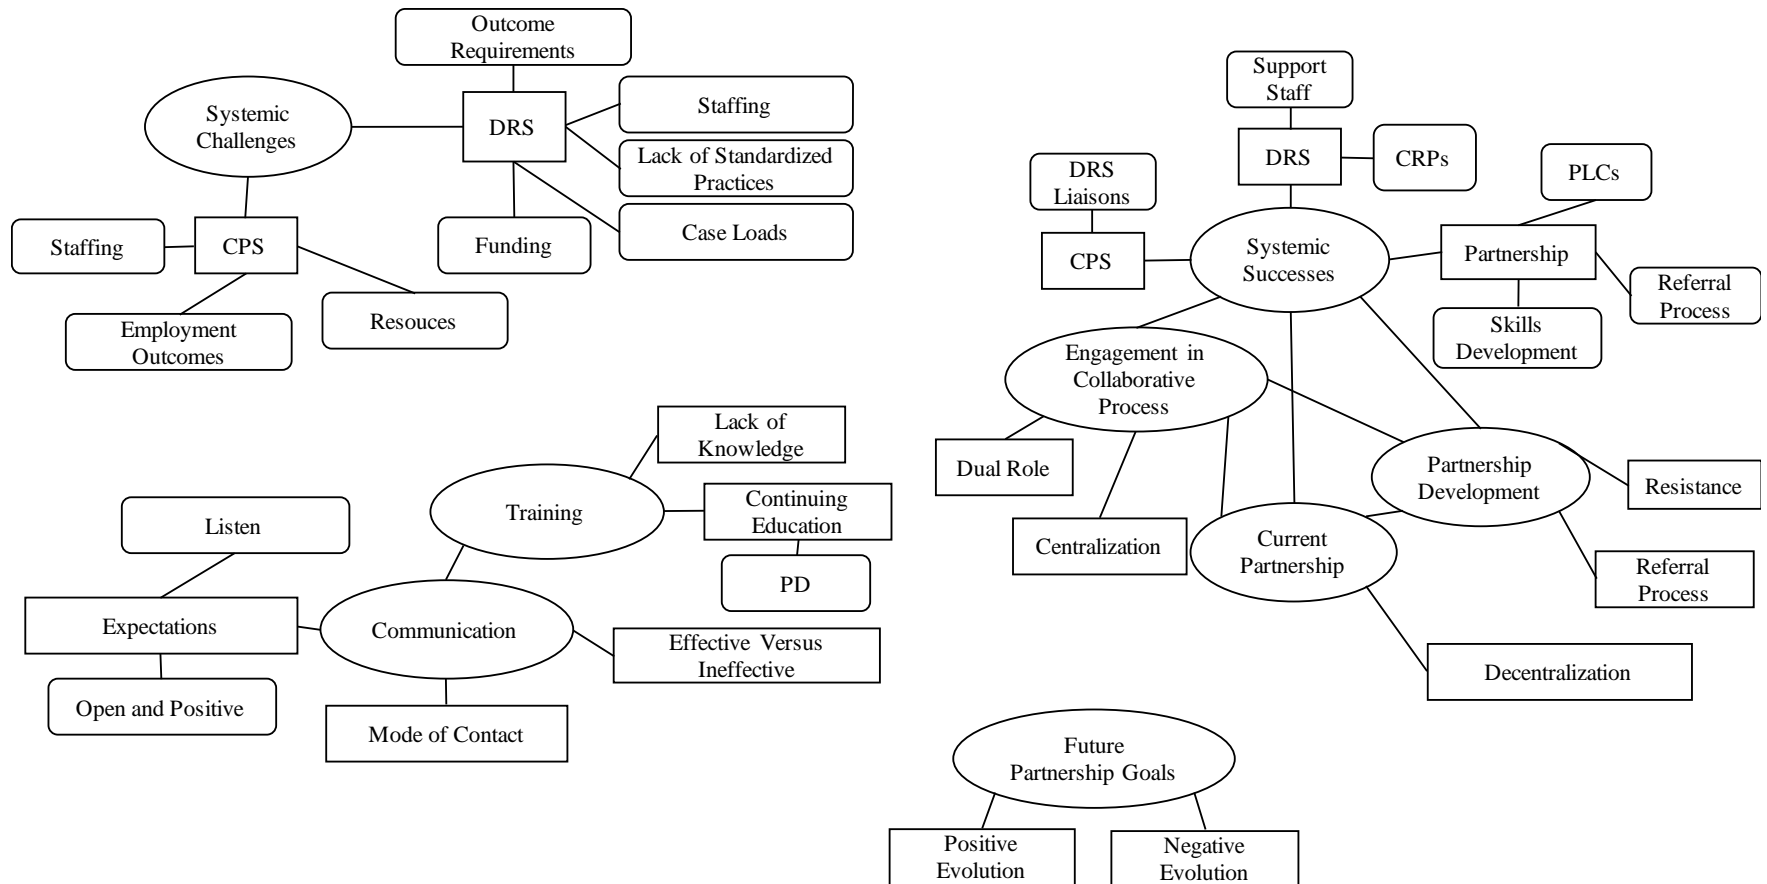 Outcome
Requirements
Systemic
Challenges
DRS
Staffing
Lack of Standardized
Practices
Case Loads
Funding
Staffing
CPS
Resouces
Employment
Outcomes
Support
Staff
DRS
CRPs
DRS
Liaisons
PLCs
CPS
Systemic
Successes
Partnership
Referral
Process
Skills
Development
Engagement in
Collaborative
Process
Dual Role
Centralization
Current
Partnership
Partnership
Development
Resistance
Referral
Process
Decentralization
Lack of
Knowledge
Training
Continuing
Education
PD
Listen
Expectations
Communication
Effective Versus
Ineffective
Open and Positive
Mode of Contact
Future
Partnership Goals
Positive
Evolution
Negative
Evolution